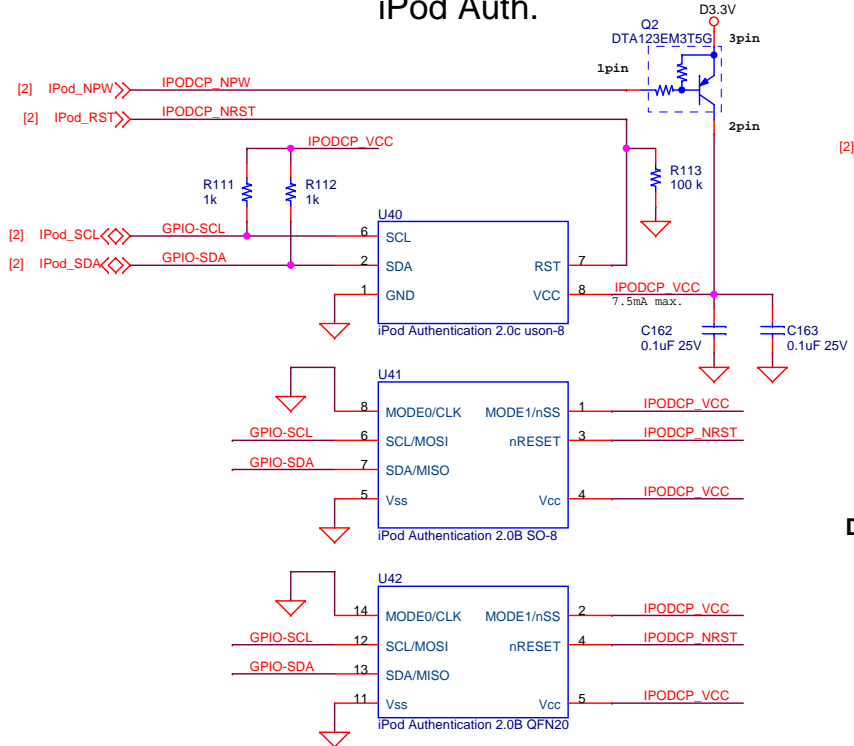 iPod Auth.
D3.3V
Q2
DTA123EM3T5G
3pin
1pin
[2] IPod_NPW
IPODCP_NPW
[2] IPod_RST
IPODCP_NRST
2pin
[2]
IPODCP_VCC
R111
1k
R112
1k
R113
100 k
[2] IPod_SCL
GPIO-SCL
[2] IPod_SDA
GPIO-SDA
U40
6 SCL
2 SDA
RST 7
1 GND
VCC 8
IPODCP_VCC
7.5mA max.
iPod Authentication 2.0c uson-8
C162
0.1uF 25V
C163
0.1uF 25V
U41
8 MODE0/CLK MODE1/nSS 1 IPODCP_VCC
GPIO-SCL 6 SCL/MOSI nRESET 3 IPODCP_NRST
GPIO-SDA 7 SDA/MISO
5 Vss Vcc 4 IPODCP_VCC
iPod Authentication 2.0B SO-8
D
U42
14 MODE0/CLK MODE1/nSS 2 IPODCP_VCC
GPIO-SCL 12 SCL/MOSI nRESET 4 IPODCP_NRST
GPIO-SDA 13 SDA/MISO
11 Vss Vcc 5 IPODCP_VCC
iPod Authentication 2.0B QFN20